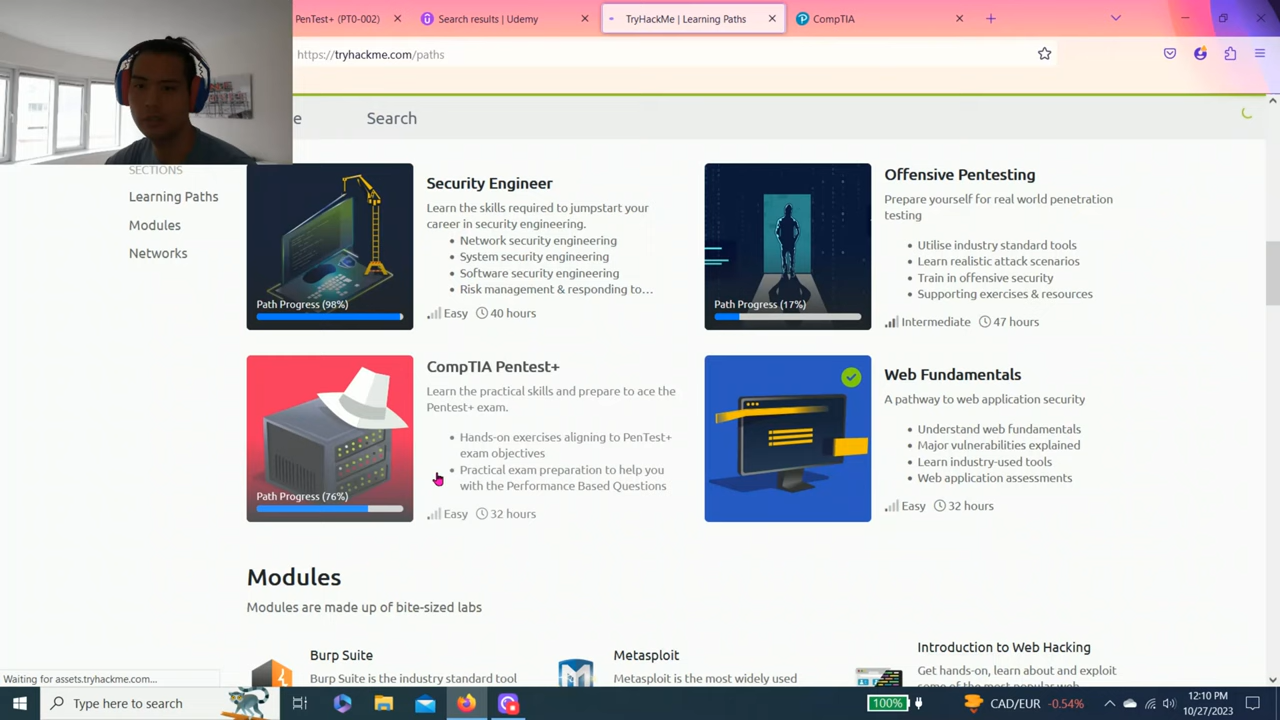 PenTest+ (PT0-002)
Search results | Udemy
TryHackMe | Learning Paths
CompTIA
https://tryhackme.com/paths
Search
SECTIONS
Learning Paths
Modules
Networks
Path Progress (98%)
Security Engineer
Learn the skills required to jumpstart your
career in security engineering.
Network security engineering
System security engineering
Software security engineering
Risk management & responding to...
Easy 40 hours
Path Progress (17%)
Offensive Pentesting
Prepare yourself for real world penetration
testing
Utilise industry standard tools
Learn realistic attack scenarios
Train in offensive security
Supporting exercises & resources
Intermediate 47 hours
Path Progress (76%)
CompTIA Pentest+
Learn the practical skills and prepare to ace the
Pentest+ exam.
Hands-on exercises aligning to PenTest+
exam objectives
Practical exam preparation to help you
with the Performance Based Questions
Easy 32 hours
Web Fundamentals
A pathway to web application security
Understand web fundamentals
Major vulnerabilities explained
Learn industry-used tools
Web application assessments
Easy 32 hours
Modules
Modules are made up of bite-sized labs
Burp Suite
Burp Suite is the industry standard tool
Metasploit
Metasploit is the most widely used
Introduction to Web Hacking
Get hands-on, learn about and exploit
some of the most popular web
Waiting for assets.tryhackme.com...
Type here to search
100%
CAD/EUR -0.54%
12:10 PM
10/27/2023